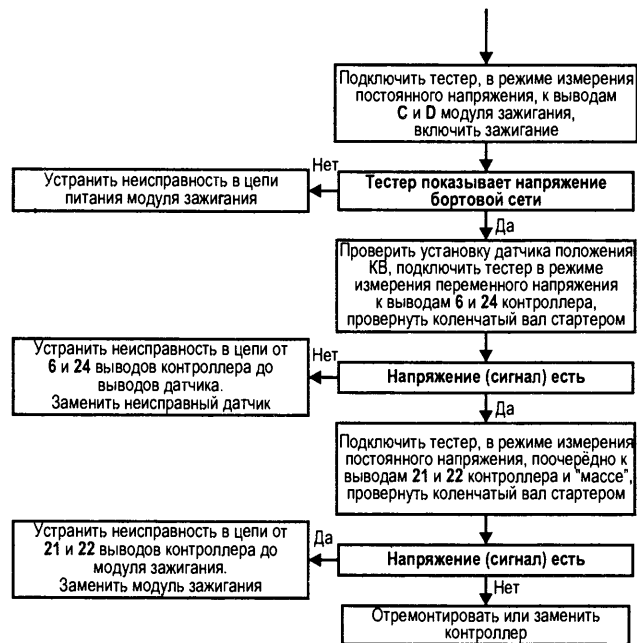 Подключить тестер, в режиме измерения
постоянного напряжения, к выводам
C и D модуля зажигания,
включить зажигание
Нет
Устранить неисправность в цепи
питания модуля зажигания
Тестер показывает напряжение
бортовой сети
Да
Проверить установку датчика положения
КВ, подключить тестер в режиме
измерения переменного напряжения
к выводам 6 и 24 контроллера,
провернуть коленчатый вал стартером
Устранить неисправность в цепи от
6 и 24 выводов контроллера до
выводов датчика.
Заменить неисправный датчик
Нет
Напряжение (сигнал) есть
Да
Подключить тестер, в режиме измерения
постоянного напряжения, поочерёдно к
выводам 21 и 22 контроллера и "массе",
провернуть коленчатый вал стартером
Устранить неисправность в цепи от
21 и 22 выводов контроллера до
модуля зажигания.
Заменить модуль зажигания
Да
Напряжение (сигнал) есть
Нет
Отремонтировать или заменить
контроллер